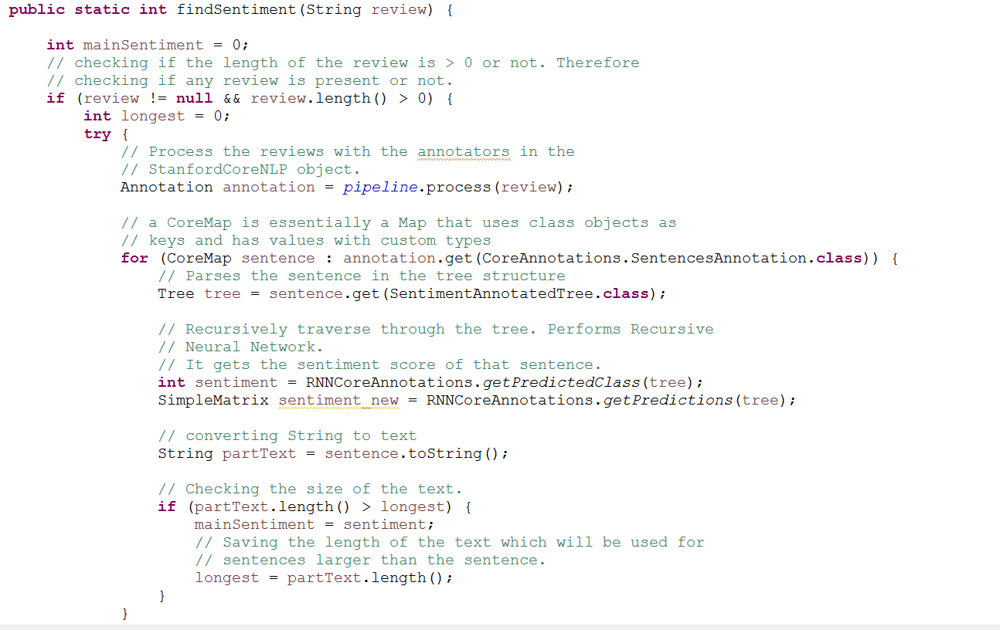 public static int findSentiment(String review) {
int mainSentiment = 0;
// checking if the length of the review is > 0 or not. Therefore
// checking if any review is present or not.
if (review != null && review.length() > 0) {
int longest = 0;
try {
// Process the reviews with the annotators in the
// StanfordCoreNLP object.
Annotation annotation = pipeline.process(review);
// a CoreMap is essentially a Map that uses class objects as
// keys and has values with custom types
for (CoreMap sentence : annotation.get(CoreAnnotations.SentencesAnnotation.class)) {
// Parses the sentence in the tree structure
Tree tree = sentence.get(SentimentAnnotatedTree.class);
// Recursively traverse through the tree. Performs Recursive
// Neural Network.
// It gets the sentiment score of that sentence.
int sentiment = RNNCoreAnnotations.getPredictedClass(tree);
SimpleMatrix sentiment_new = RNNCoreAnnotations.getPredictions(tree);
// converting String to text
String partText = sentence.toString();
// Checking the size of the text.
if (partText.length() > longest) {
mainSentiment = sentiment;
// Saving the length of the text which will be used for
// sentences larger than the sentence.
longest = partText.length();
}
}